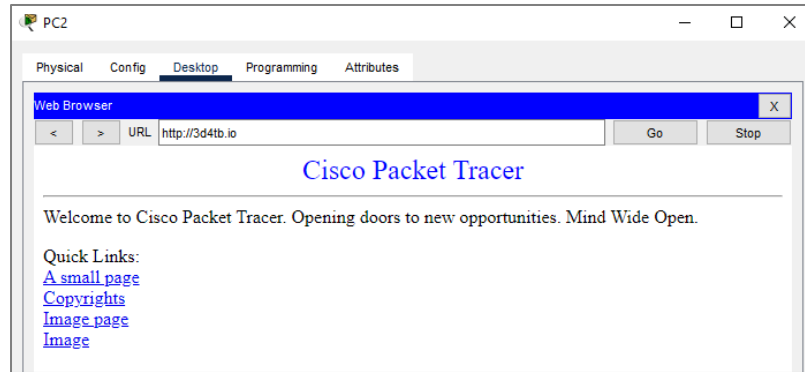 PC2
Physical Config Desktop Programming Attributes
Web Browser X
< > URL http://3d4tb.io Go Stop
Cisco Packet Tracer
Welcome to Cisco Packet Tracer. Opening doors to new opportunities. Mind Wide Open.
Quick Links:
A small page
Copyrights
Image page
Image